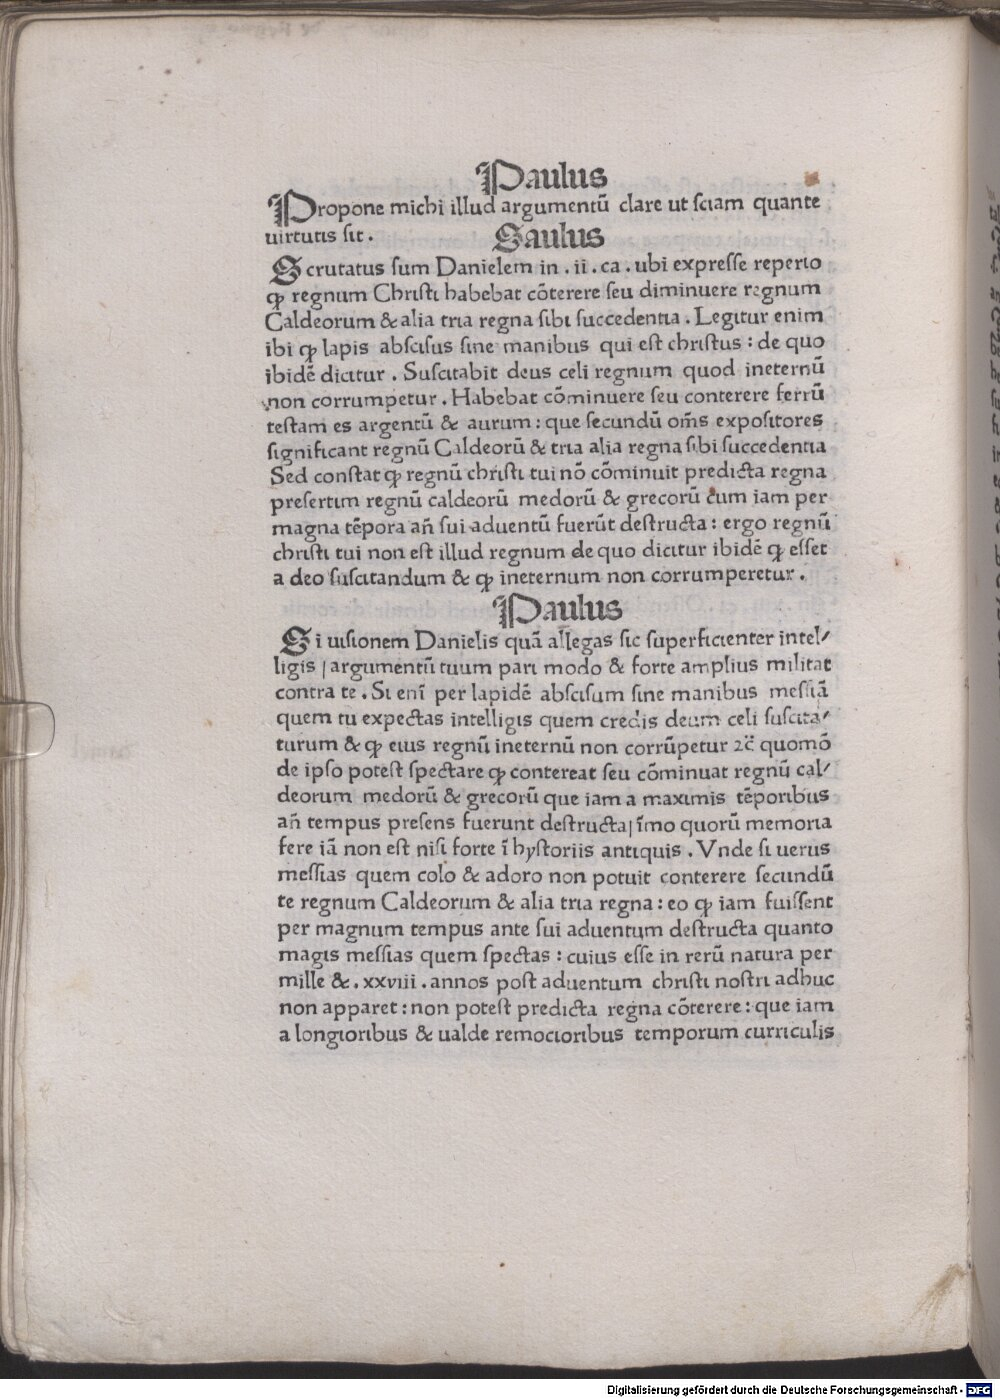 Paulus
Propone michi illud argumentū clare ut sciam quante
uirtutis sit .
Saulus
Scrutatus sum Danielem in . ii . ca . ubi expresse reperio
ꝙ regnum Christi habebat cōterere seu diminuere regnum
Caldeorum & alia tria regna sibi succedentia . Legitur enim
ibi ꝙ lapis abscisus sine manibus qui est christus : de quo
ibidē dicitur . Suscitabit deus celi regnum quod ineternū
non corrumpetur . Habebat cōminuere seu conterere ferrū
testam es argentū & aurum : que secundū om̄s expositores
significant regnū Caldeorū & tria alia regna sibi succedentia
Sed constat ꝙ regnū christi tui nō cōminuit predicta regna
presertim regnū caldeorū medorū & grecorū cum iam per
magna tēpora an̄ sui aduentū fuerūt destructa : ergo regnū
christi tui non est illud regnum de quo dicitur ibidē ꝙ esset
a deo suscitandum & ꝙ ineternum non corrumperetur .
Paulus
Si uisionem Danielis quā allegas sic superficienter intel/
ligis | argumentū tuum pari modo & forte amplius militat
contra te . Si enī per lapidē abscisum sine manibus messiā
quem tu expectas intelligis quem credis deum celi suscita/
turum & ꝙ eius regnū ineternū non corrūpetur ⁊c̄ quomō
de ipso potest spectare ꝙ contereat seu cōminuat regnū cal/
deorum medorū & grecorū que iam a maximis tēporibus
an̄ tempus presens fuerunt destructa | īmo quorū memoria
fere iā non est nisi forte ī hystoriis antiquis . Vnde si uerus
messias quem colo & adoro non potuit conterere secundū
te regnum Caldeorum & alia tria regna : eo ꝙ iam fuissent
per magnum tempus ante sui aduentum destructa quanto
magis messias quem spectas : cuius esse in rerū natura per
mille & . xxviii . annos post aduentum christi nostri adhuc
non apparet : non potest predicta regna cōterere : que iam
a longioribus & ualde remocioribus temporum curriculis
Digitalisierung gefördert durch die Deutsche Forschungsgemeinschaft - DFG